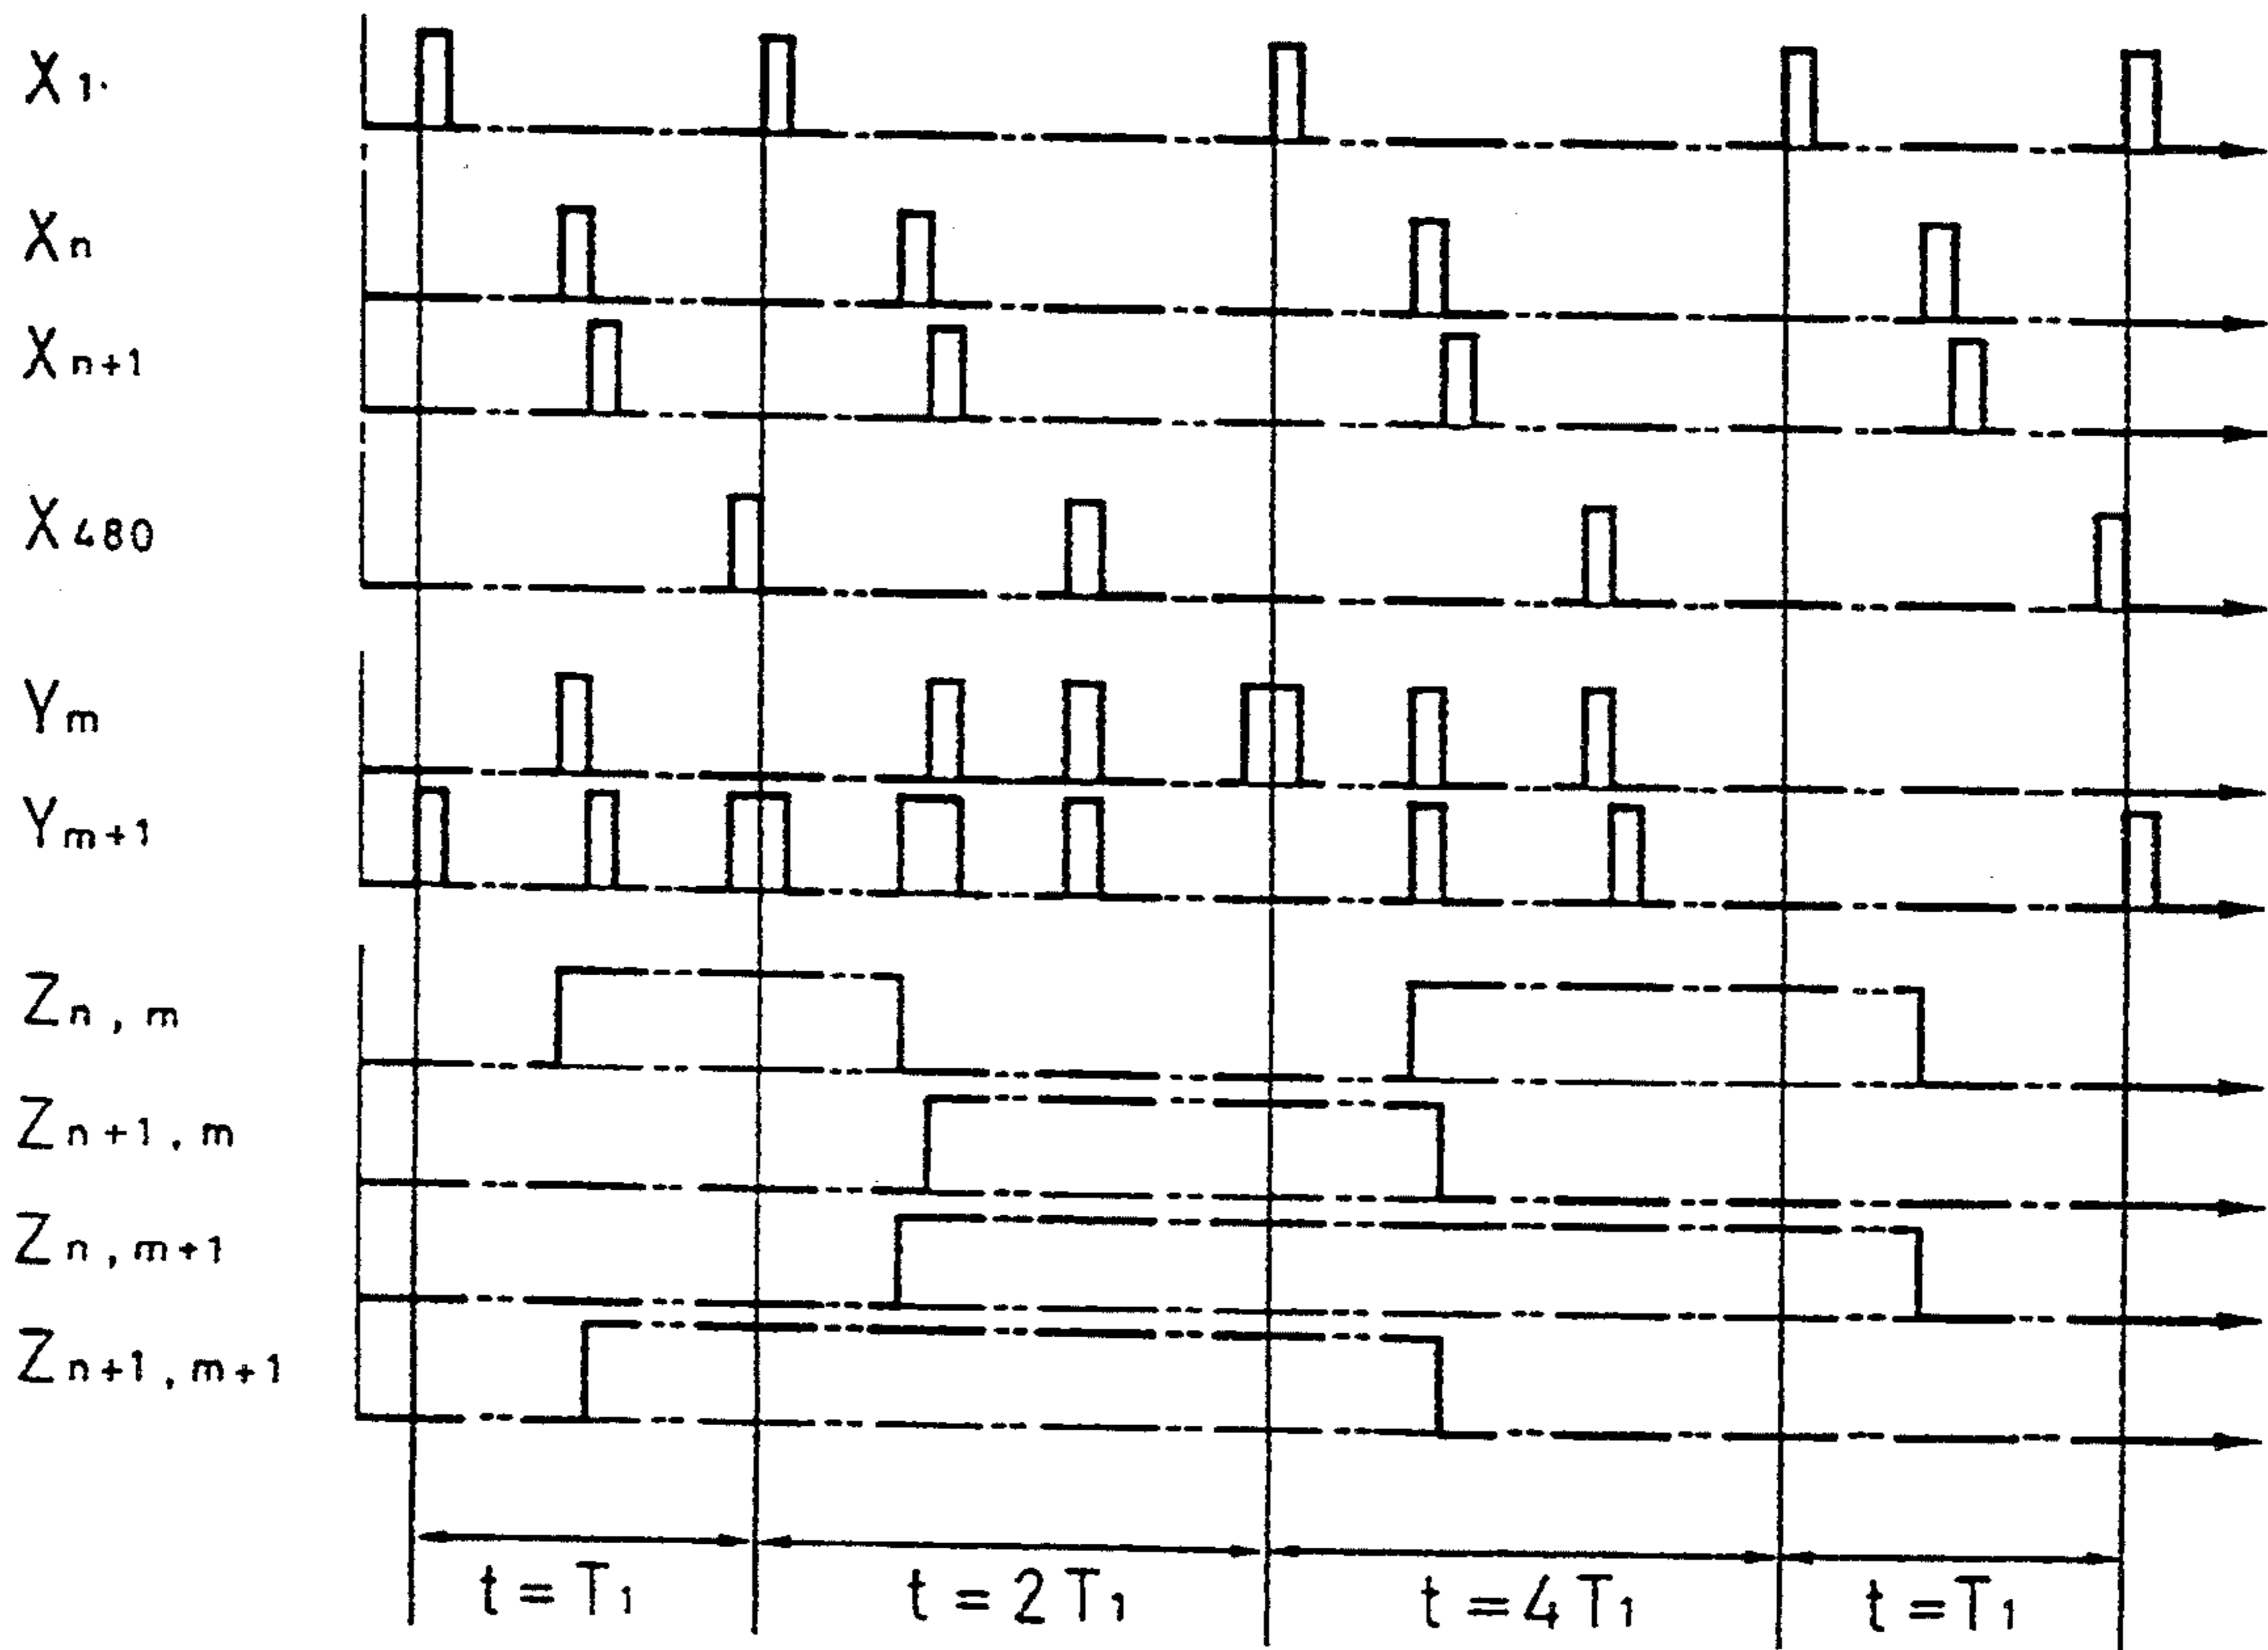 X1
Xn
Xn+1
X480
Ym
Ym+1
Zn,m
Zn+1,m
Zn,m+1
Zn+1,m+1
t=T1 t=2T1 t=4T1 t=T1